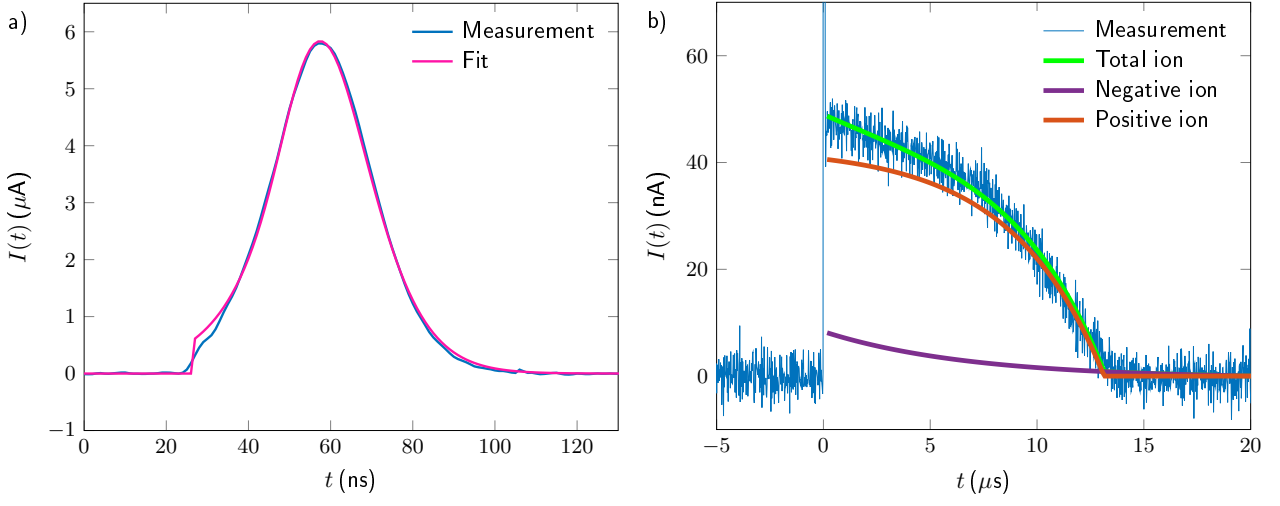 a)
Measurement
Fit
6
5
4
3
2
1
0
−1
0 20 40 60 80 100 120
t (ns)
I(t) (μA)
b)
Measurement
Total ion
Negative ion
Positive ion
60
40
20
0
−5 0 5 10 15 20
t (μs)
I(t) (nA)